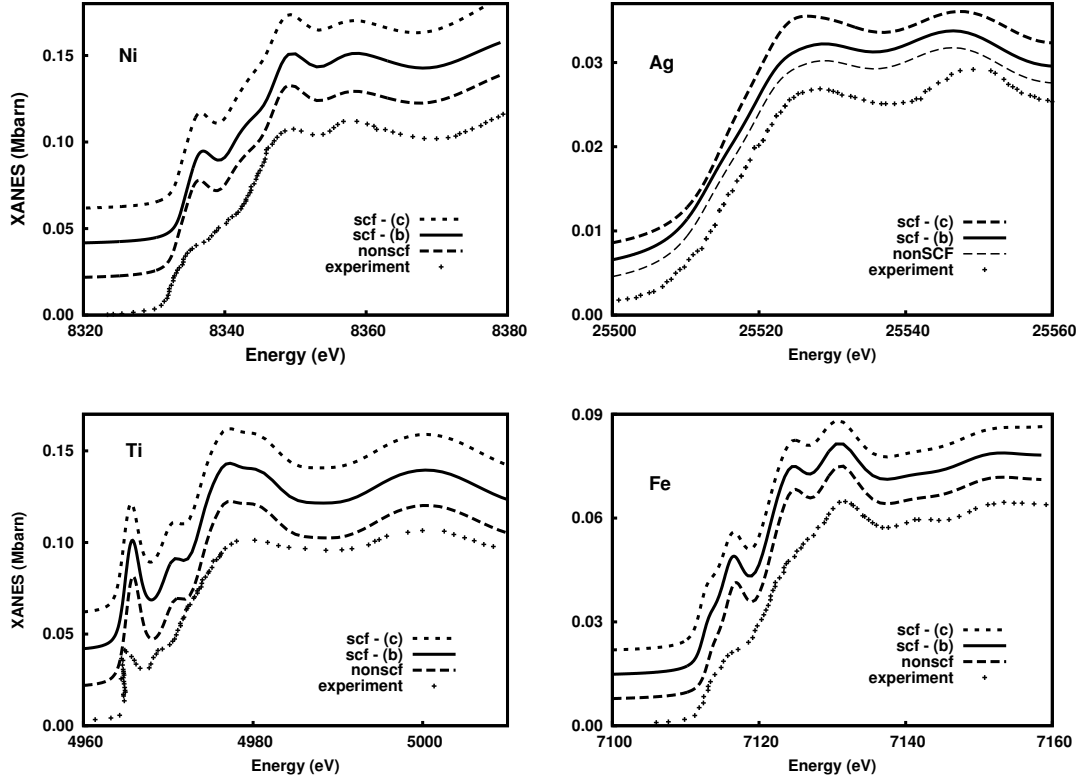 Ni
XANES (Mbarn)
0.15
0.10
0.05
0.00
scf - (c)
scf - (b)
nonscf
experiment
8320
8340
8360
8380
Energy (eV)
Ag
0.03
0.02
0.01
0.00
scf - (c)
scf - (b)
nonSCF
experiment
25500
25520
25540
25560
Energy (eV)
Ti
XANES (Mbarn)
0.15
0.10
0.05
0.00
scf - (c)
scf - (b)
nonscf
experiment
4960
4980
5000
Energy (eV)
Fe
0.09
0.06
0.03
0.00
scf - (c)
scf - (b)
nonscf
experiment
7100
7120
7140
7160
Energy (eV)